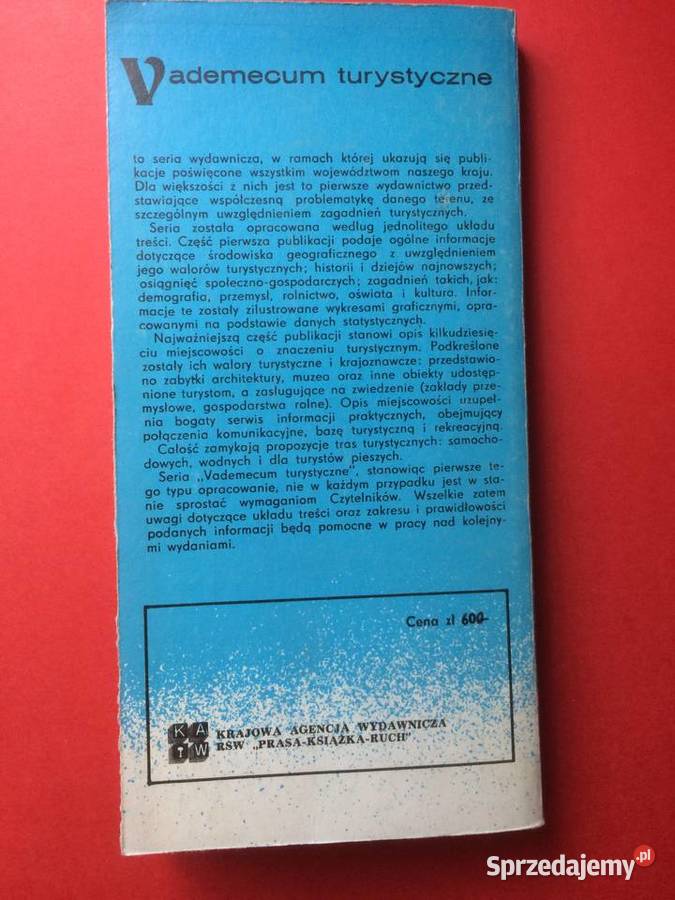 Vademecum turystyczne
to seria wydawnicza, w ramach której ukazują się publi-
kacje poświęcone wszystkim województwom naszego kraju.
Dla większości z nich jest to pierwsze wydawnictwo przed-
stawiające współczesną problematykę danego terenu, ze
szczególnym uwzględnieniem zagadnień turystycznych.
Seria została opracowana według jednolitego układu
treści. Część pierwsza publikacji podaje ogólne informacje
dotyczące środowiska geograficznego z uwzględnieniem
jego walorów turystycznych; historii i dziejów najnowszych;
osiągnięć społeczno-gospodarczych; zagadnień takich, jak:
demografia, przemysł, rolnictwo, oświata i kultura. Infor-
macje te zostały zilustrowane wykresami graficznymi, opra-
cowanymi na podstawie danych statystycznych.
Najważniejszą część publikacji stanowi opis kilkudziesię-
ciu miejscowości o znaczeniu turystycznym. Podkreślone
zostały ich walory turystyczne i krajoznawcze: przedstawio-
no zabytki architektury, muzea oraz inne obiekty udostęp-
nione turystom, a zasługujące na zwiedzenie (zakłady prze-
mysłowe, gospodarstwa rolne). Opis miejscowości uzupeł-
nia bogaty serwis informacji praktycznych, obejmujący
połączenia komunikacyjne, bazę turystyczną i rekreacyjną.
Całość zamykają propozycje tras turystycznych: samocho-
dowych, wodnych i dla turystów pieszych.
Seria „Vademecum turystyczne", stanowiąc pierwsze te-
go typu opracowanie, nie w każdym przypadku jest w sta-
nie sprostać wymaganiom Czytelników. Wszelkie zatem
uwagi dotyczące układu treści oraz zakresu i prawidłowości
podanych informacji będą pomocne w pracy nad kolejny-
mi wydaniami.
Cena zł 600-
KAW
KRAJOWA AGENCJA WYDAWNICZA
RSW „PRASA-KSIĄŻKA-RUCH"
Sprzedajemy.pl